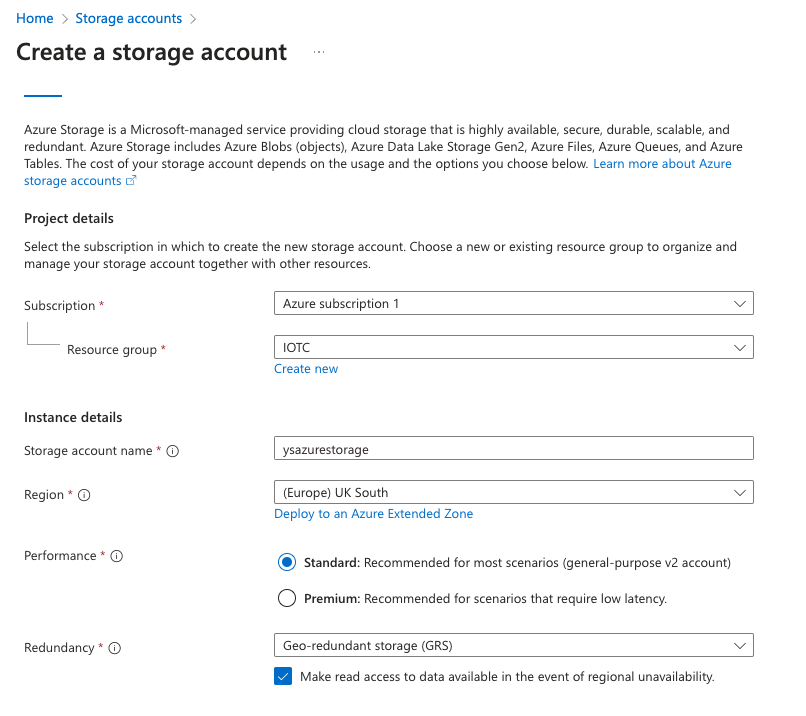 Home > Storage accounts >
Create a storage account ...
Azure Storage is a Microsoft-managed service providing cloud storage that is highly available, secure, durable, scalable, and
redundant. Azure Storage includes Azure Blobs (objects), Azure Data Lake Storage Gen2, Azure Files, Azure Queues, and Azure
Tables. The cost of your storage account depends on the usage and the options you choose below. Learn more about Azure
storage accounts
Project details
Select the subscription in which to create the new storage account. Choose a new or existing resource group to organize and
manage your storage account together with other resources.
Subscription * Azure subscription 1
Resource group * IOTC
Create new
Instance details
Storage account name * ysazurestorage
Region * (Europe) UK South
Deploy to an Azure Extended Zone
Performance * Standard: Recommended for most scenarios (general-purpose v2 account)
Premium: Recommended for scenarios that require low latency.
Redundancy * Geo-redundant storage (GRS)
Make read access to data available in the event of regional unavailability.